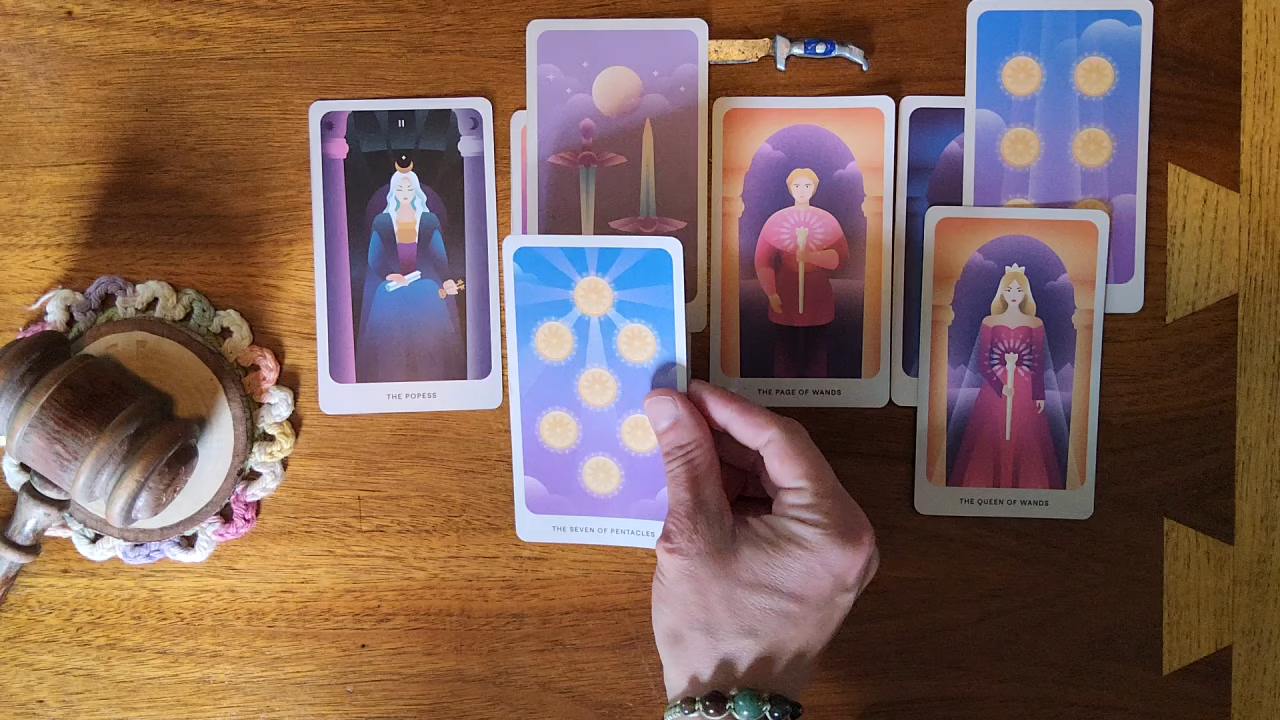 II
THE POPESS
THE SEVEN OF PENTACLES
THE PAGE OF WANDS
THE QUEEN OF WANDS